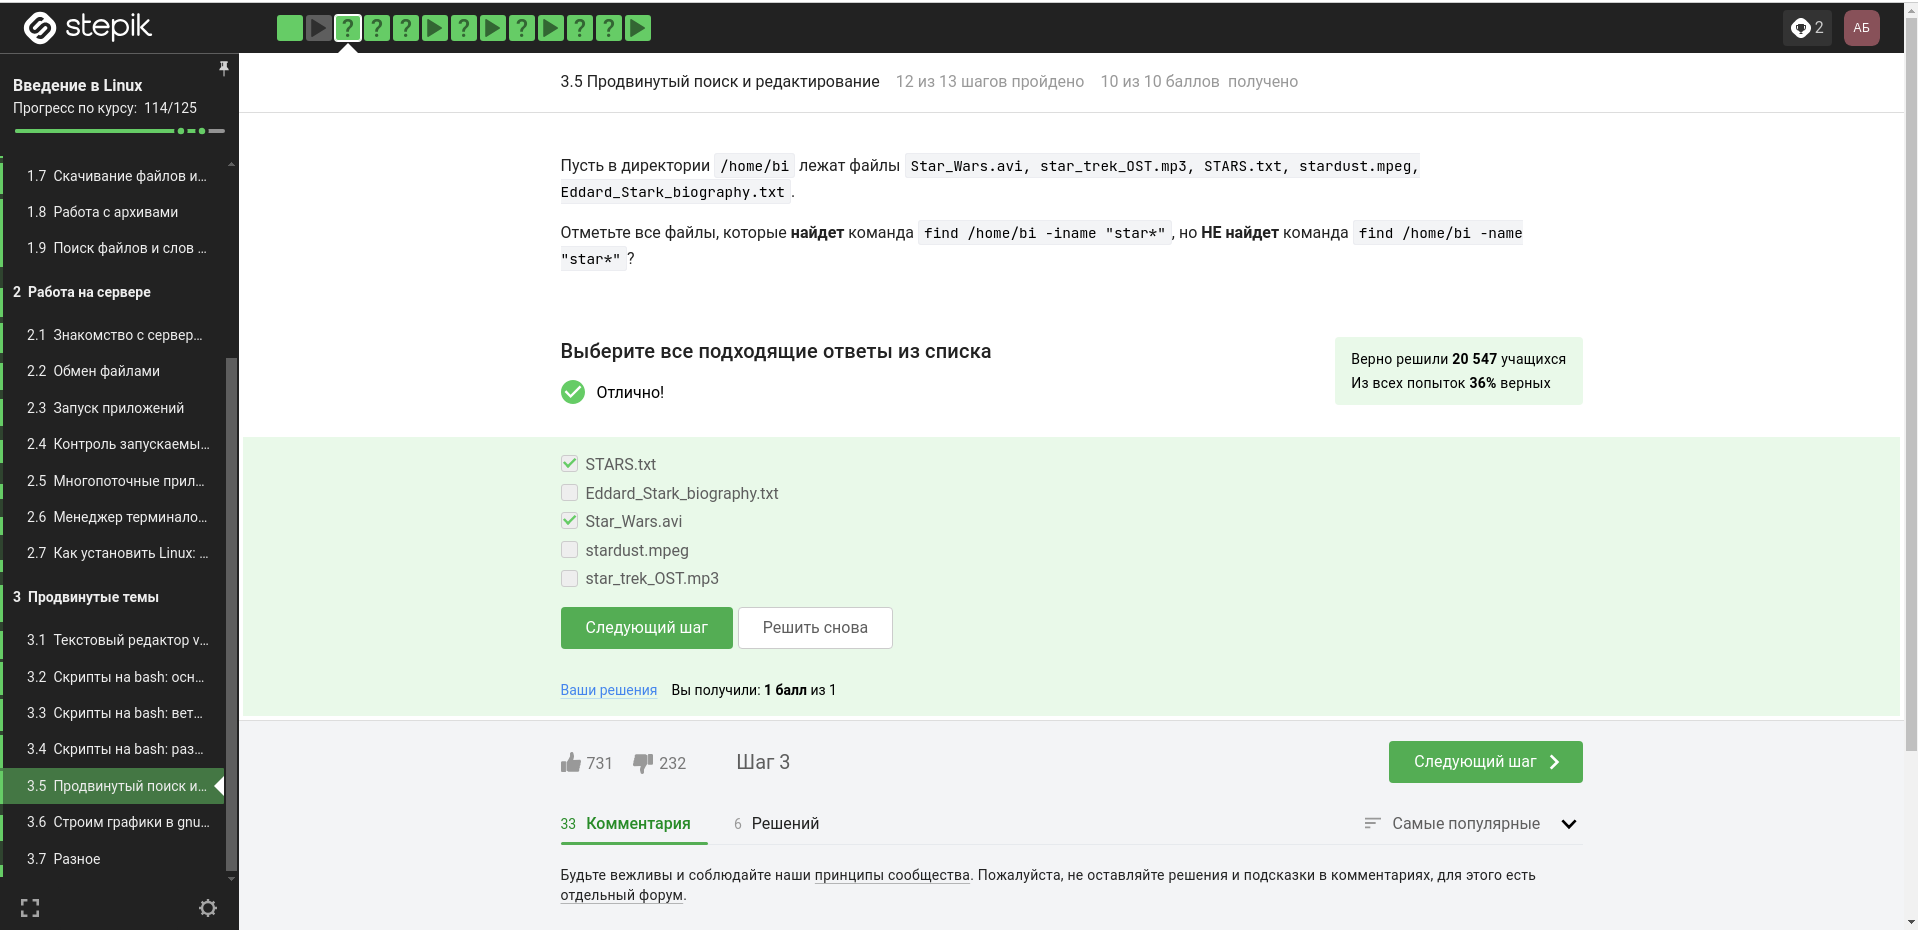 stepik
2
АБ
Введение в Linux
Прогресс по курсу: 114/125
1.7 Скачивание файлов и...
1.8 Работа с архивами
1.9 Поиск файлов и слов ...
2 Работа на сервере
2.1 Знакомство с сервер...
2.2 Обмен файлами
2.3 Запуск приложений
2.4 Контроль запускаемы...
2.5 Многопоточные прил...
2.6 Менеджер терминало...
2.7 Как установить Linux: ...
3 Продвинутые темы
3.1 Текстовый редактор v...
3.2 Скрипты на bash: осн...
3.3 Скрипты на bash: вет...
3.4 Скрипты на bash: раз...
3.5 Продвинутый поиск и...
3.6 Строим графики в gnu...
3.7 Разное
3.5 Продвинутый поиск и редактирование 12 из 13 шагов пройдено 10 из 10 баллов получено
Пусть в директории /home/bi лежат файлы Star_Wars.avi, star_trek_OST.mp3, STARS.txt, stardust.mpeg,
Eddard_Stark_biography.txt.
Отметьте все файлы, которые найдет команда find /home/bi -iname "star*", но НЕ найдет команда find /home/bi -name
"star*"?
Выберите все подходящие ответы из списка
Отлично!
Верно решили 20 547 учащихся
Из всех попыток 36% верных
STARS.txt
Eddard_Stark_biography.txt
Star_Wars.avi
stardust.mpeg
star_trek_OST.mp3
Следующий шаг Решить снова
Ваши решения Вы получили: 1 балл из 1
731 232 Шаг 3 Следующий шаг
33 Комментария 6 Решений Самые популярные
Будьте вежливы и соблюдайте наши принципы сообщества. Пожалуйста, не оставляйте решения и подсказки в комментариях, для этого есть
отдельный форум.